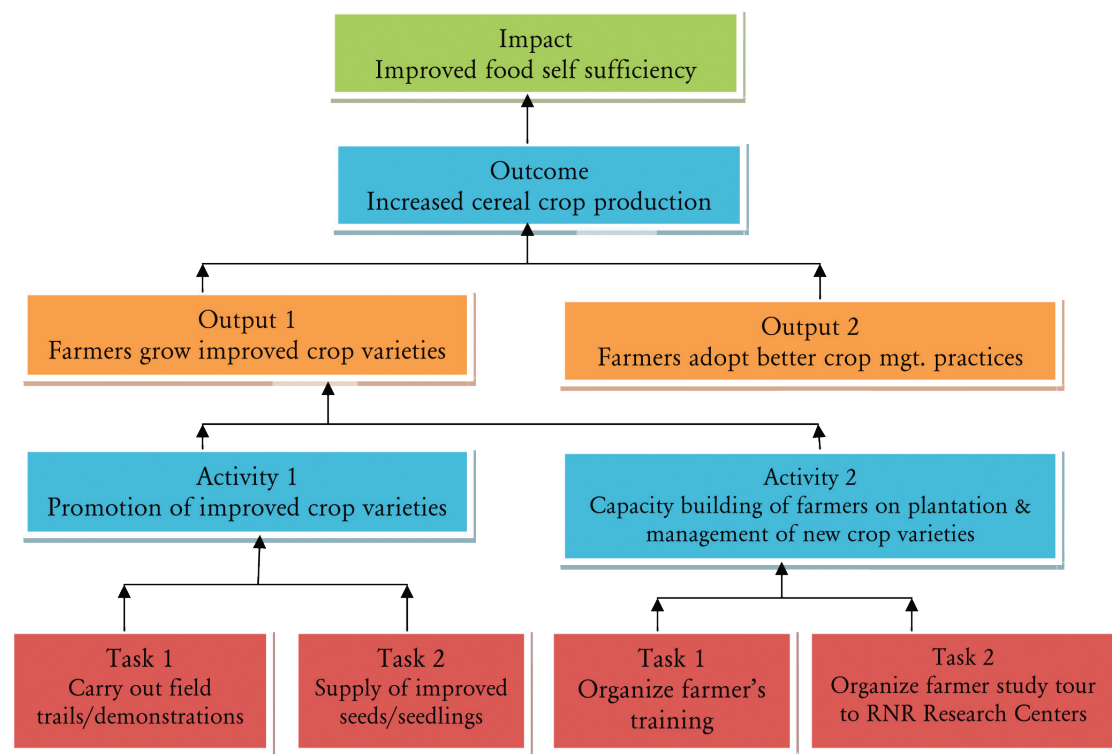 Impact
Improved food self sufficiency
Outcome
Increased cereal crop production
Output 1
Farmers grow improved crop varieties
Output 2
Farmers adopt better crop mgt. practices
Activity 1
Promotion of improved crop varieties
Activity 2
Capacity building of farmers on plantation &
management of new crop varieties
Task 1
Carry out field
trails/demonstrations
Task 2
Supply of improved
seeds/seedlings
Task 1
Organize farmer’s
training
Task 2
Organize farmer study tour
to RNR Research Centers